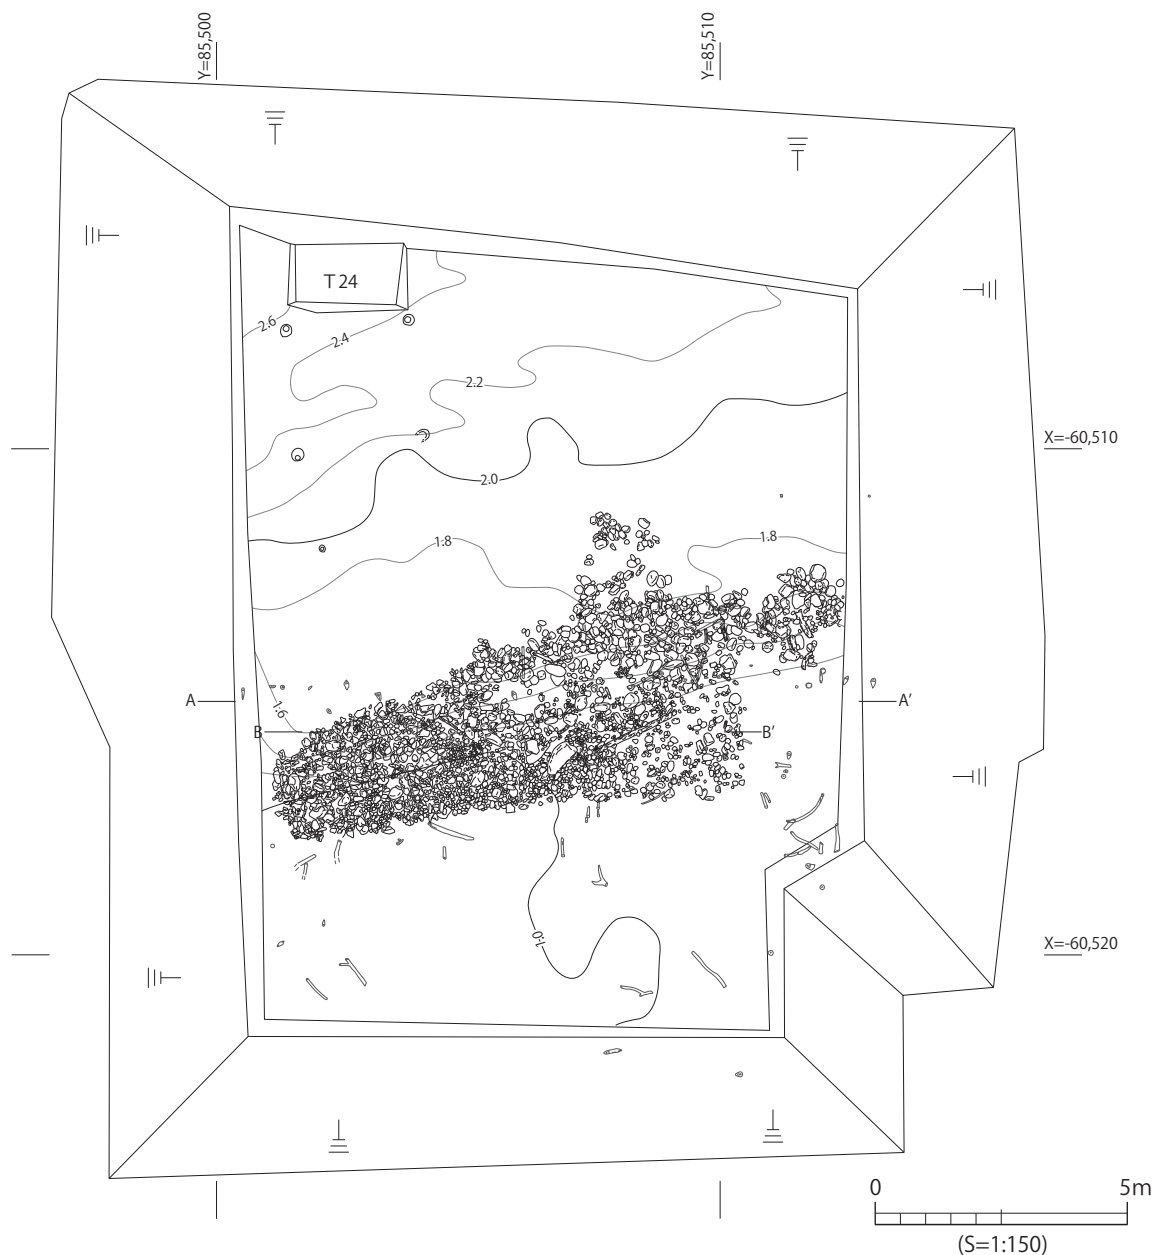 Y=85,500
Y=85,510
T 24
2.6
2.4
2.2
X=-60,510
2.0
1.8
1.8
A
A′
1.6
B
B′
1.0
X=-60,520
0
5m
(S=1:150)